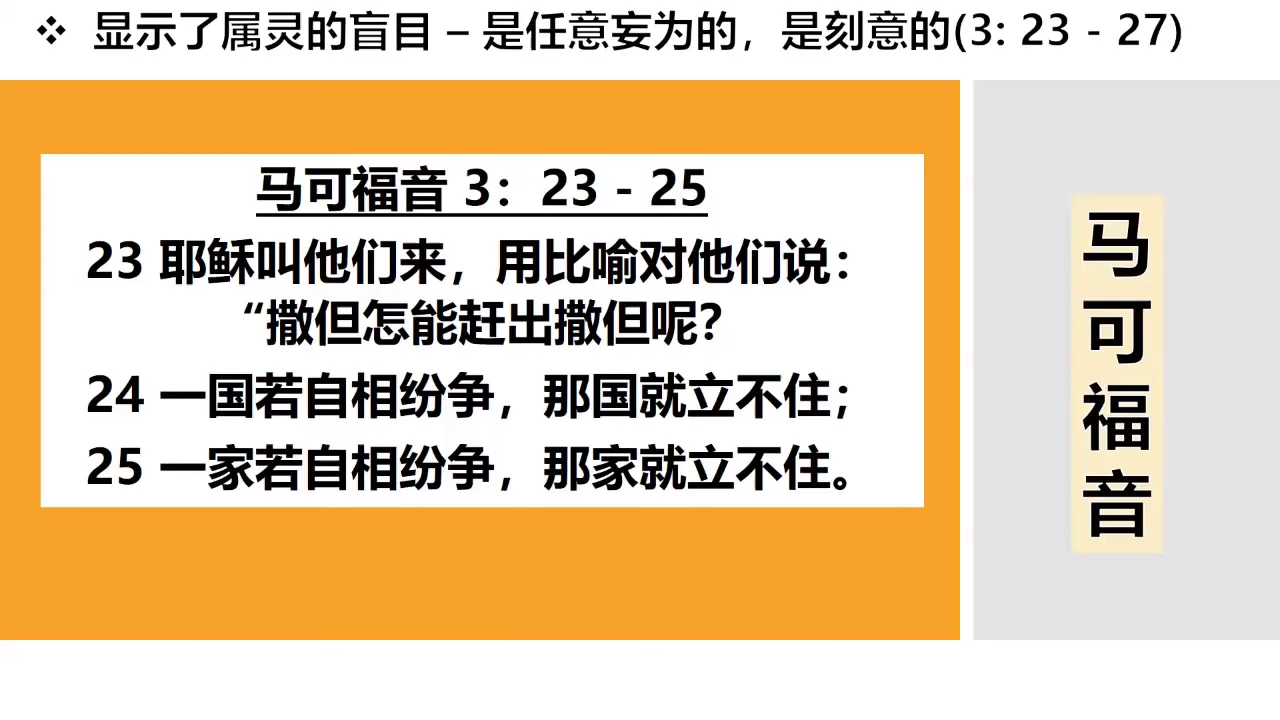 ❖ 显示了属灵的盲目 – 是任意妄为的，是刻意的(3: 23 - 27)
马可福音 3：23 - 25
23 耶稣叫他们来，用比喻对他们说：
“撒但怎能赶出撒但呢？
24 一国若自相纷争，那国就立不住；
25 一家若自相纷争，那家就立不住。
马可福音